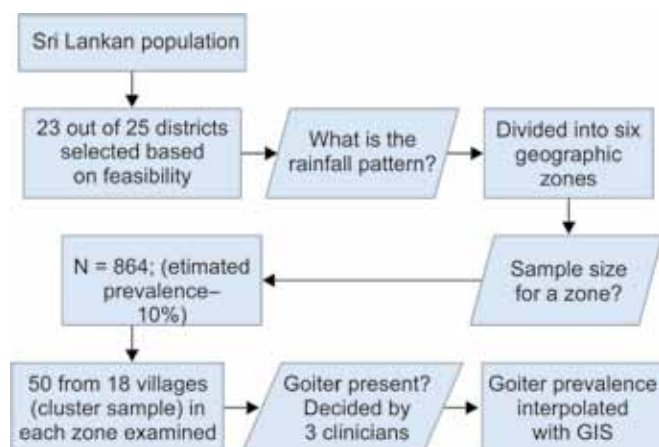 Sri Lankan population
23 out of 25 districts
selected based
on feasibility
What is the
rainfall pattern?
Divided into six
geographic
zones
N = 864; (etimated
prevalence–
10%)
Sample size
for a zone?
50 from 18 villages
(cluster sample) in
each zone examined
Goiter present?
Decided by
3 clinicians
Goiter prevalence
interpolated
with GIS